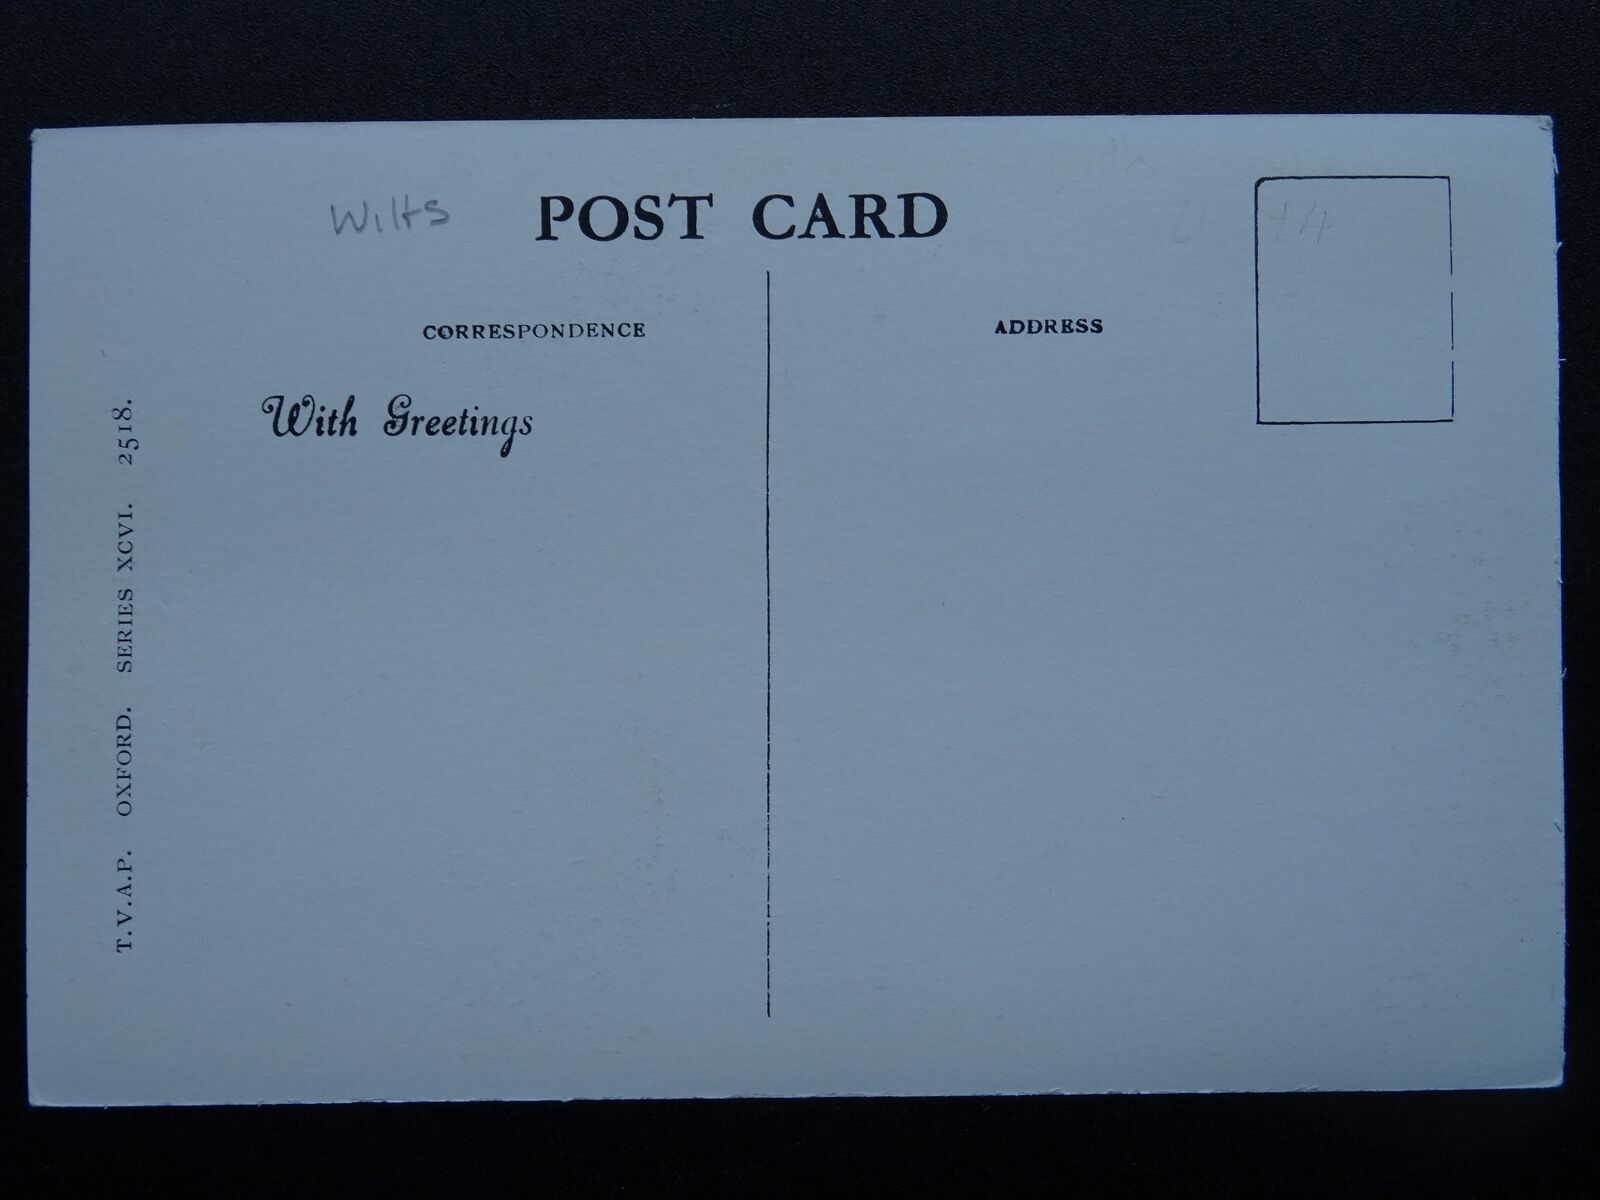 Wilts
POST CARD
CORRESPONDENCE
ADDRESS
With Greetings
T.V.A.P. OXFORD. SERIES XCVI. 2518.